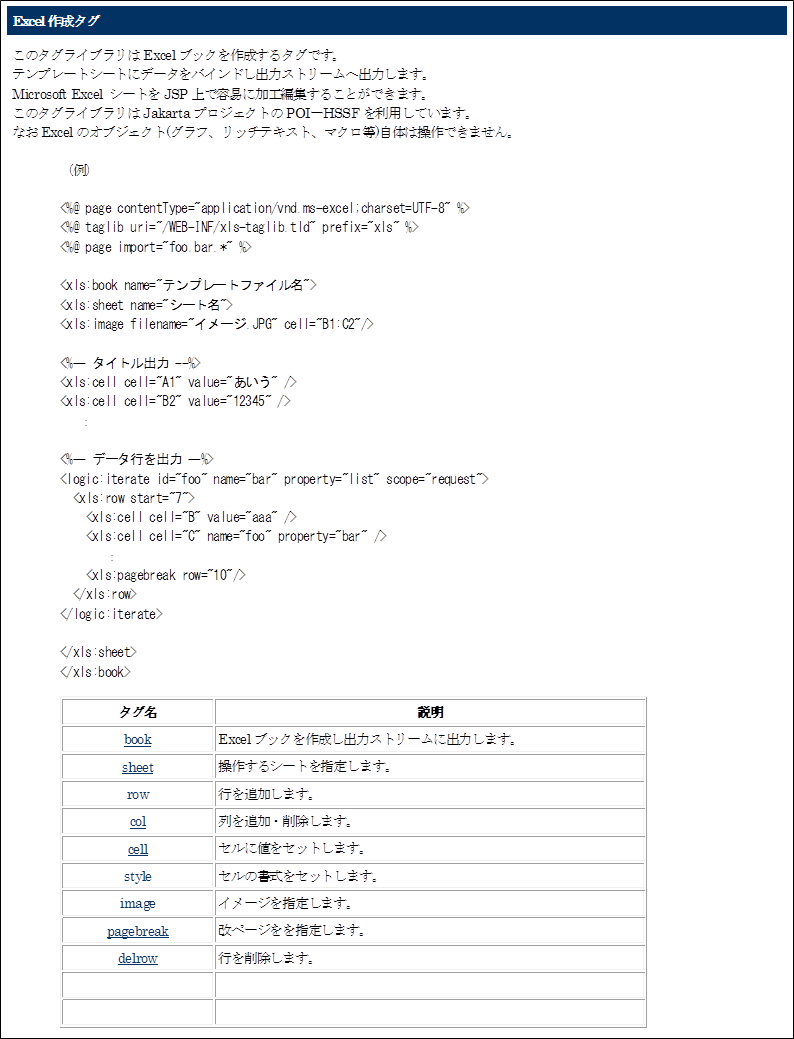 Excel 作成タグ
このタグライブラリは Excel ブックを作成するタグです。
テンプレートシートにデータをバインドし出力ストリームへ出力します。
Microsoft Excel シートを JSP 上で容易に加工編集することができます。
このタグライブラリは Jakarta プロジェクトの POI－HSSF を利用しています。
なお Excel のオブジェクト(グラフ、リッチテキスト、マクロ等)自体は操作できません。
（例）
<%@ page contentType="application/vnd.ms-excel;charset=UTF-8" %>
<%@ taglib uri="/WEB-INF/xls-taglib.tld" prefix="xls" %>
<%@ page import="foo.bar.*" %>
<xls:book name="テンプレートファイル名">
<xls:sheet name="シート名">
<xls:image filename="イメージ.JPG" cell="B1:C2"/>
<%— タイトル出力 --%>
<xls:cell cell="A1" value="あいう" />
<xls:cell cell="B2" value="12345" />
:
<%— データ行を出力 —%>
<logic:iterate id="foo" name="bar" property="list" scope="request">
<xls:row start="7">
<xls:cell cell="B" value="aaa" />
<xls:cell cell="C" name="foo" property="bar" />
:
<xls:pagebreak row="10"/>
</xls:row>
</logic:iterate>
</xls:sheet>
</xls:book>
タグ名 説明
book Excel ブックを作成し出力ストリームに出力します。
sheet 操作するシートを指定します。
row 行を追加します。
col 列を追加・削除します。
cell セルに値をセットします。
style セルの書式をセットします。
image イメージを指定します。
pagebreak 改ページをを指定します。
delrow 行を削除します。